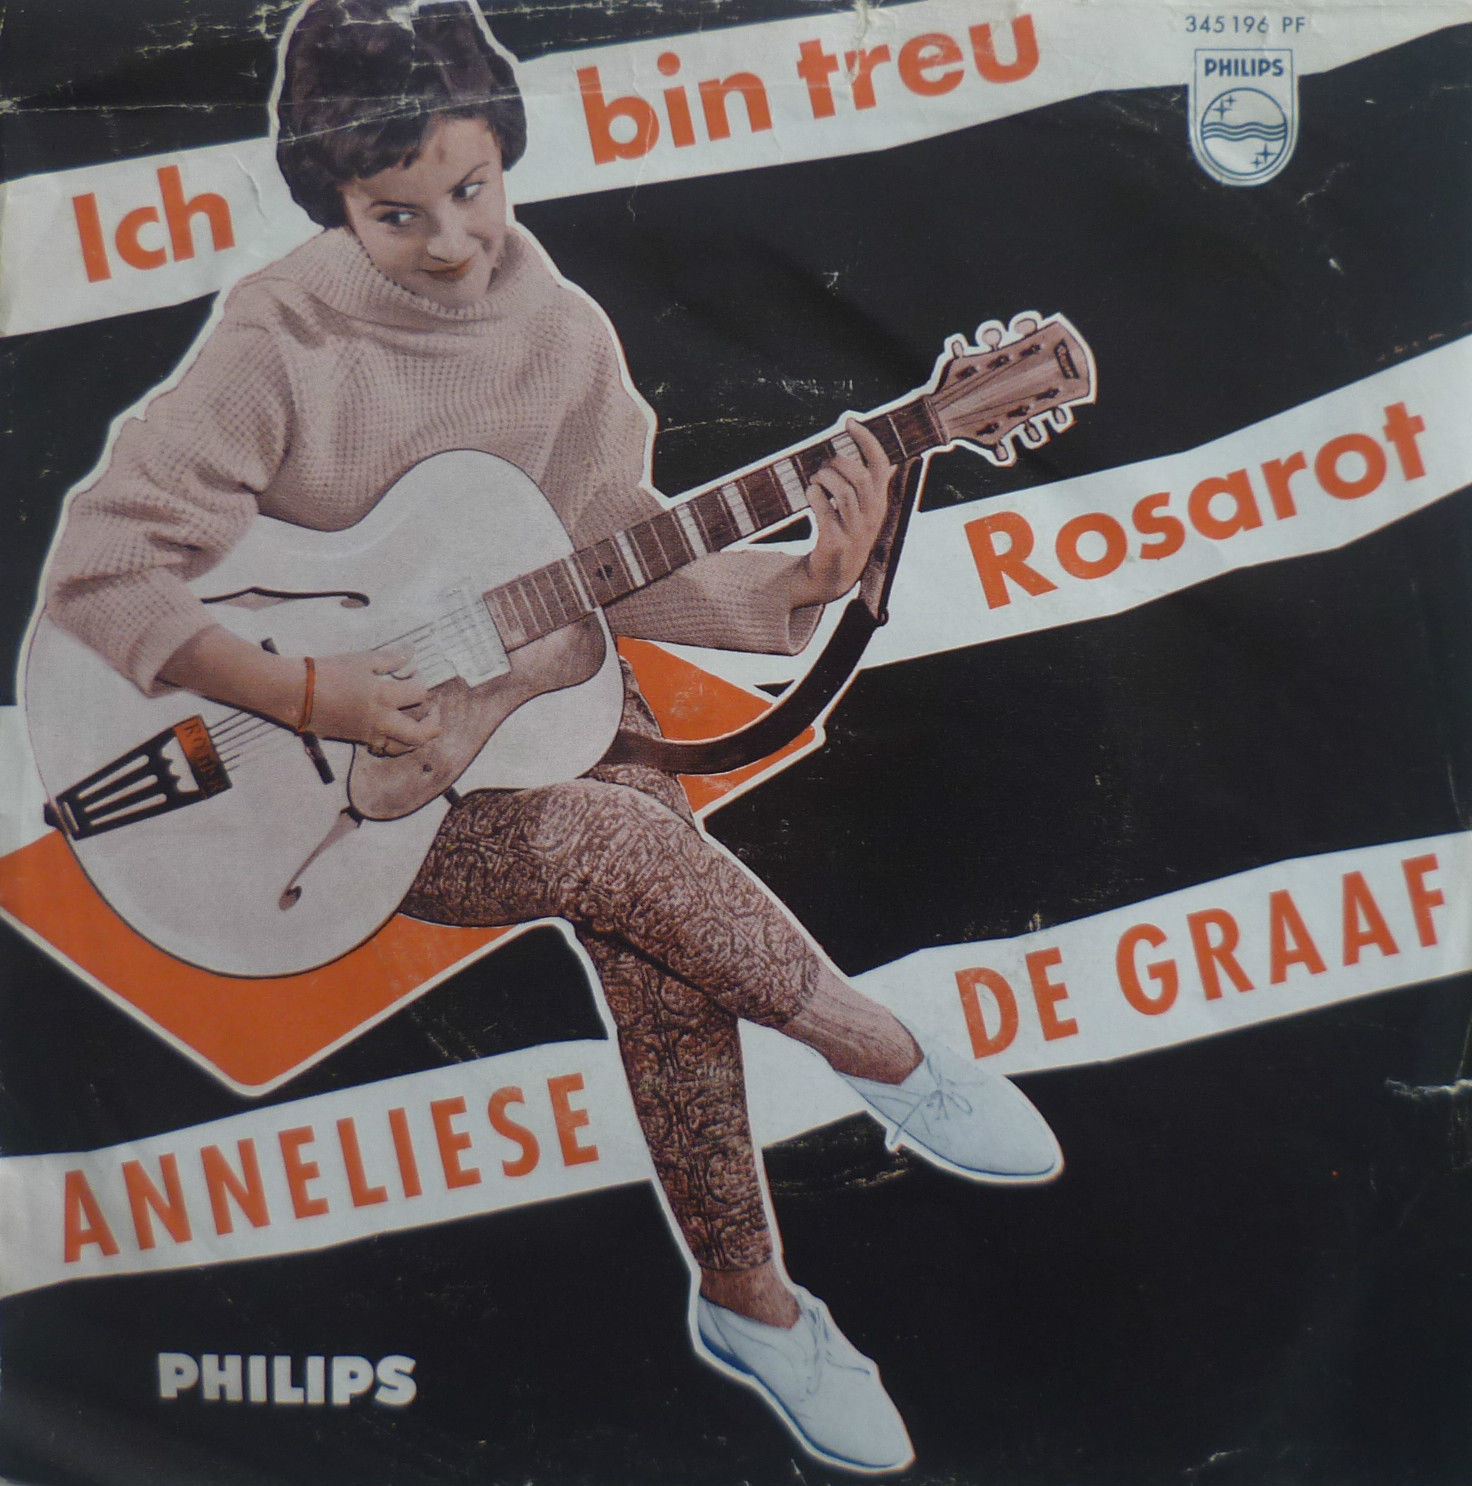 345 196 PF
PHILIPS
Ich bin treu
Rosarot
ANNELIESE DE GRAAF
PHILIPS